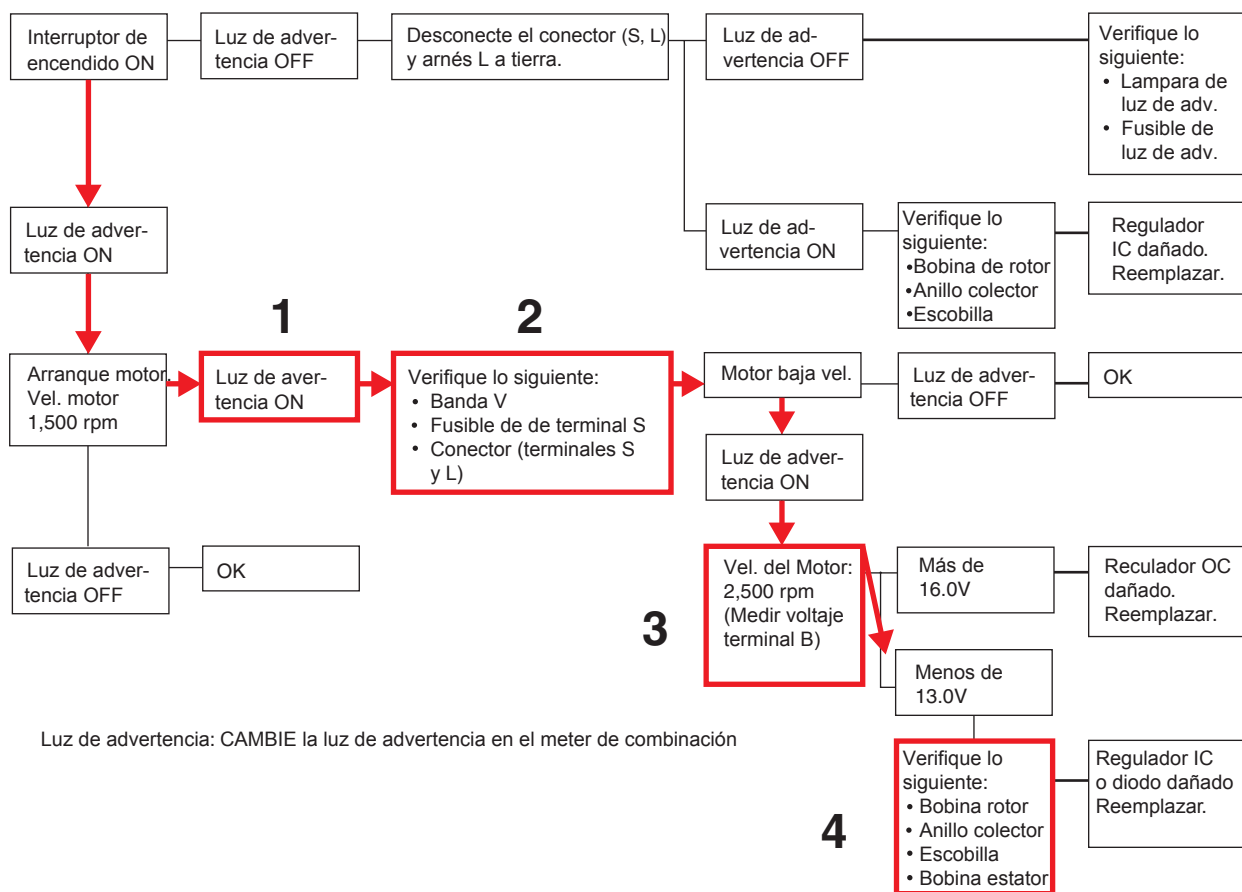 Interruptor de
encendido ON
Luz de adver-
tencia OFF
Desconecte el conector (S, L)
y arnés L a tierra.
Luz de ad-
vertencia OFF
Verifique lo
siguiente:
• Lampara de
luz de adv.
• Fusible de
luz de adv.
Luz de adver-
tencia ON
Luz de ad-
vertencia ON
Verifique lo
siguiente:
•Bobina de rotor
•Anillo colector
•Escobilla
Regulador
IC dañado.
Reemplazar.
1
2
Arranque motor.
Vel. motor
1,500 rpm
Luz de aver-
tencia ON
Verifique lo siguiente:
• Banda V
• Fusible de de terminal S
• Conector (terminales S
y L)
Motor baja vel.
Luz de adver-
tencia OFF
OK
Luz de adver-
tencia ON
Luz de adver-
tencia OFF
OK
3
Vel. del Motor:
2,500 rpm
(Medir voltaje
terminal B)
Más de
16.0V
Reculador OC
dañado.
Reemplazar.
Menos de
13.0V
Luz de advertencia: CAMBIE la luz de advertencia en el meter de combinación
4
Verifique lo
siguiente:
• Bobina rotor
• Anillo colector
• Escobilla
• Bobina estator
Regulador IC
o diodo dañado
Reemplazar.